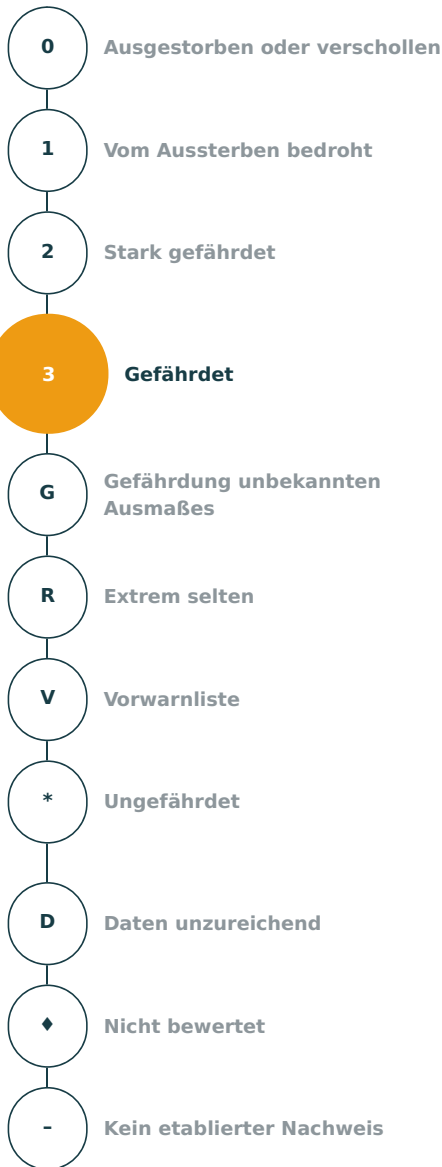 0 Ausgestorben oder verschollen
1 Vom Aussterben bedroht
2 Stark gefährdet
3 Gefährdet
G Gefährdung unbekannten
Ausmaßes
R Extrem selten
V Vorwarnliste
* Ungefährdet
D Daten unzureichend
♦ Nicht bewertet
– Kein etablierter Nachweis